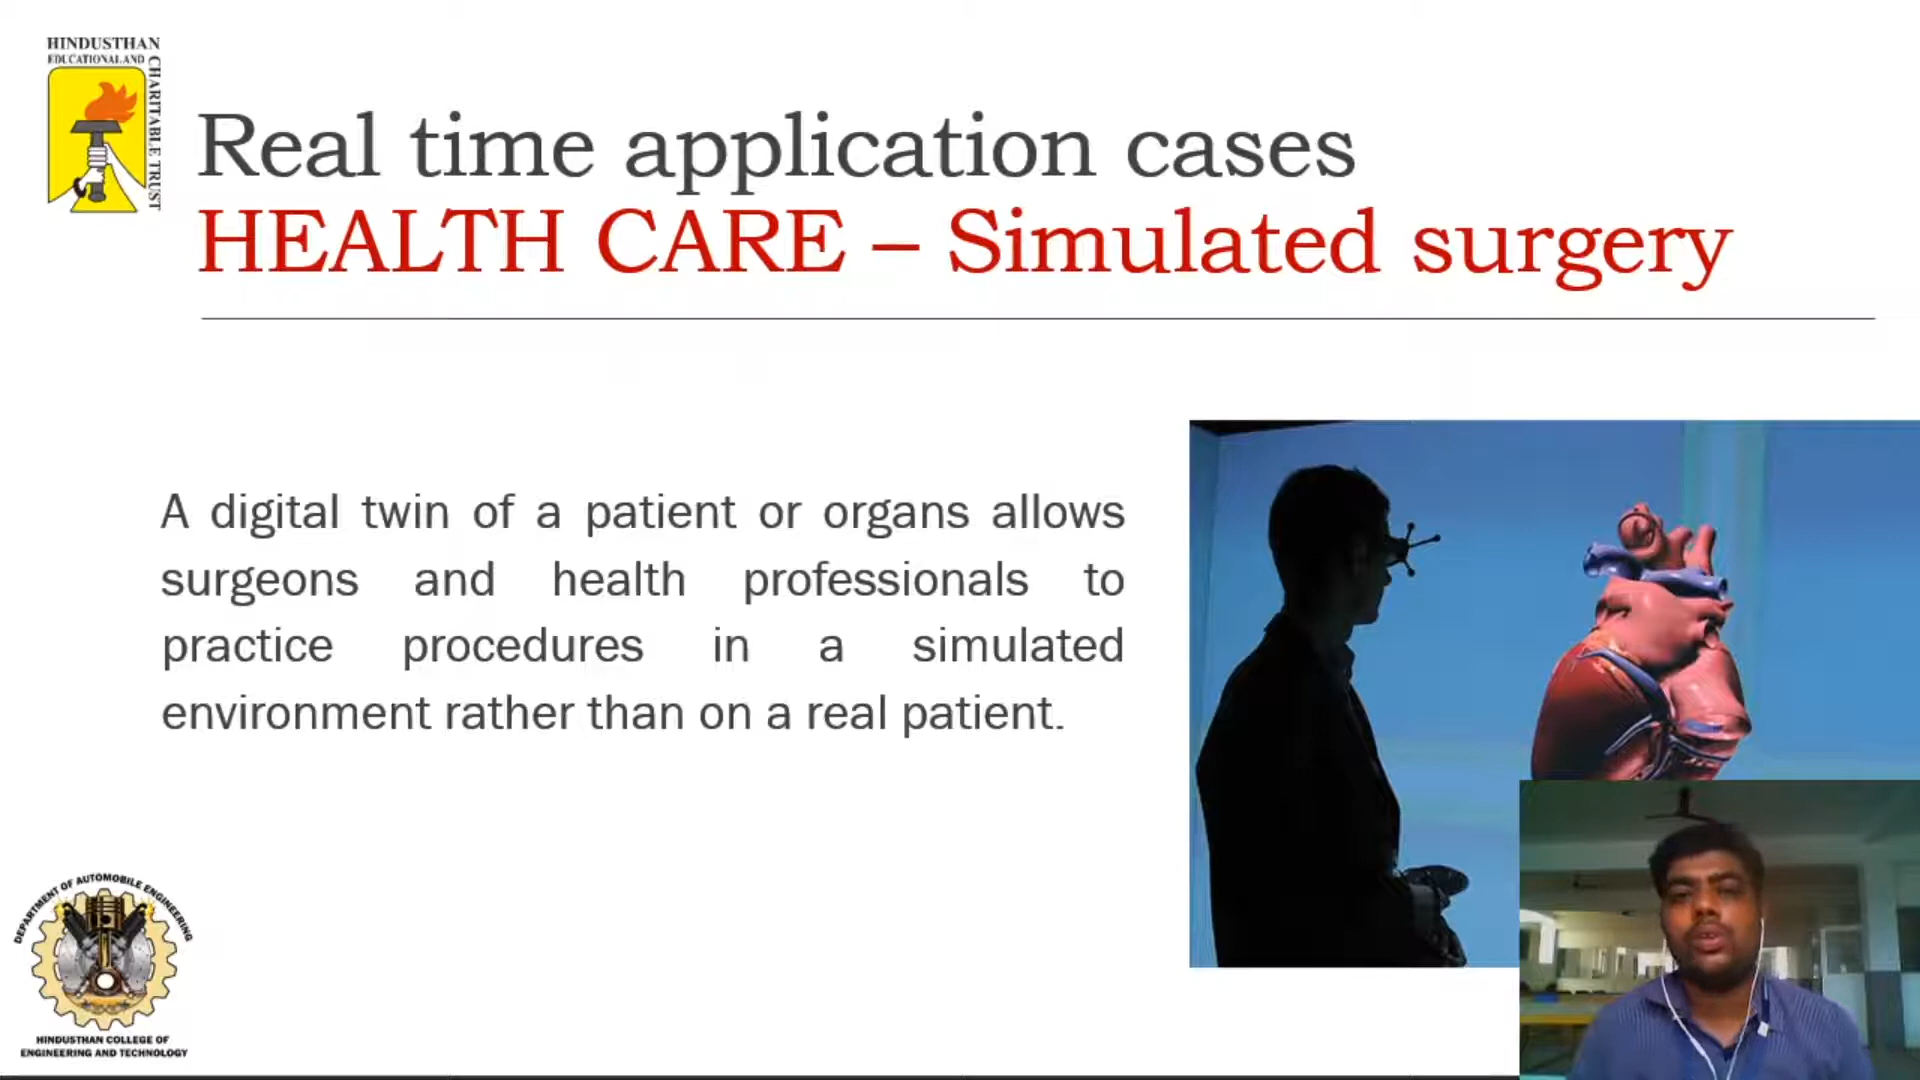 HINDUSTHAN
EDUCATIONAL AND
CHARITABLE TRUST
Real time application cases
HEALTH CARE – Simulated surgery
A digital twin of a patient or organs allows
surgeons and health professionals to
practice procedures in a simulated
environment rather than on a real patient.
DEPARTMENT OF AUTOMOBILE ENGINEERING
HINDUSTHAN COLLEGE OF
ENGINEERING AND TECHNOLOGY